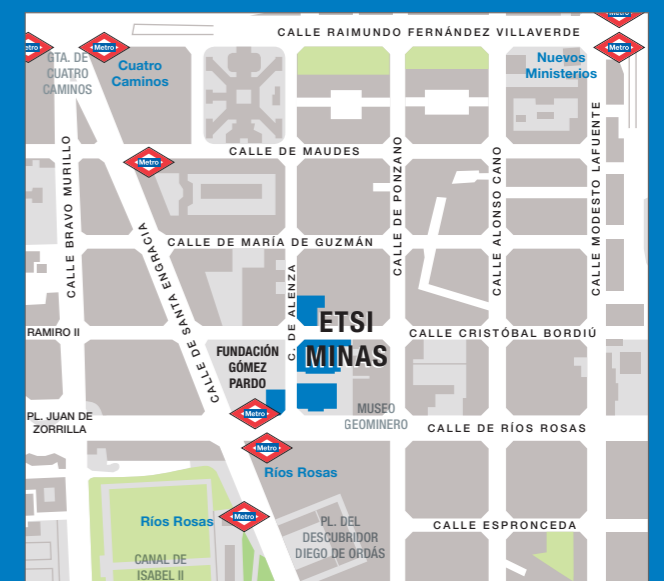 CALLE RAIMUNDO FERNÁNDEZ VILLAVERDE
Metro
Metro
Metro
GTA. DE
CUATRO
CAMINOS
Cuatro
Caminos
Nuevos
Ministerios
Metro
CALLE DE MAUDES
CALLE BRAVO MURILLO
CALLE DE SANTA ENGRACIA
CALLE DE PONZANO
CALLE ALONSO CANO
CALLE MODESTO LAFUENTE
CALLE DE MARÍA DE GUZMÁN
C. DE ALENZA
ETSI
MINAS
RAMIRO II
CALLE CRISTÓBAL BORDIÚ
FUNDACIÓN
GÓMEZ
PARDO
MUSEO
GEOMINERO
PL. JUAN DE
ZORRILLA
Metro
CALLE DE RÍOS ROSAS
Metro
Ríos Rosas
Ríos Rosas
Metro
PL. DEL
DESCUBRIDOR
DIEGO DE ORDÁS
CALLE ESPRONCEDA
CANAL DE
ISABEL II